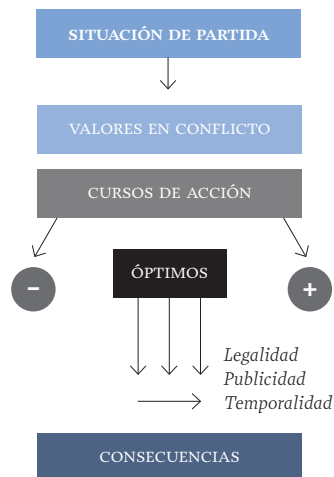 SITUACIÓN DE PARTIDA
VALORES EN CONFLICTO
CURSOS DE ACCIÓN
−
+
ÓPTIMOS
Legalidad
Publicidad
Temporalidad
CONSECUENCIAS